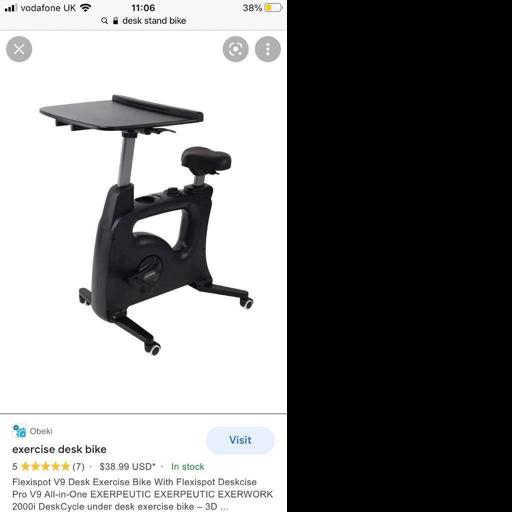 vodafone UK 11:06 38%
desk stand bike
Obeki
exercise desk bike
Visit
5 ★★★★★ (7) · $38.99 USD* · In stock
Flexispot V9 Desk Exercise Bike With Flexispot Deskcise
Pro V9 All-in-One EXERPEUTIC EXERPEUTIC EXERWORK
2000i DeskCycle under desk exercise bike – 3D ...